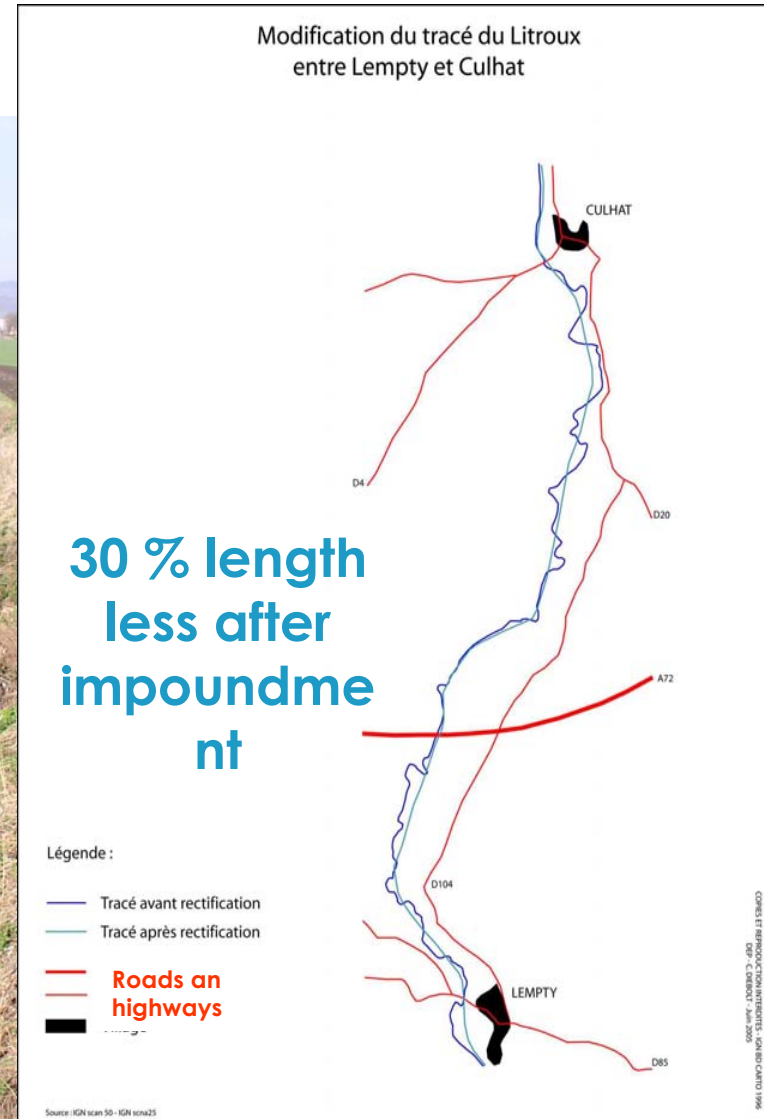 Modification du tracé du Litroux
entre Lempty et Culhat
CULHAT
D4
D20
30 % length
less after
impoundme
nt
A72
Légende :
D104
Tracé avant rectification
Tracé après rectification
Roads an
highways
LEMPTY
D85
COPIES ET REPRODUCTION INTERDITES - IGN BD CARTO 1996
DEP - C. DIEBOLT - Juin 2005
Source : IGN scan 50 - IGN scna25